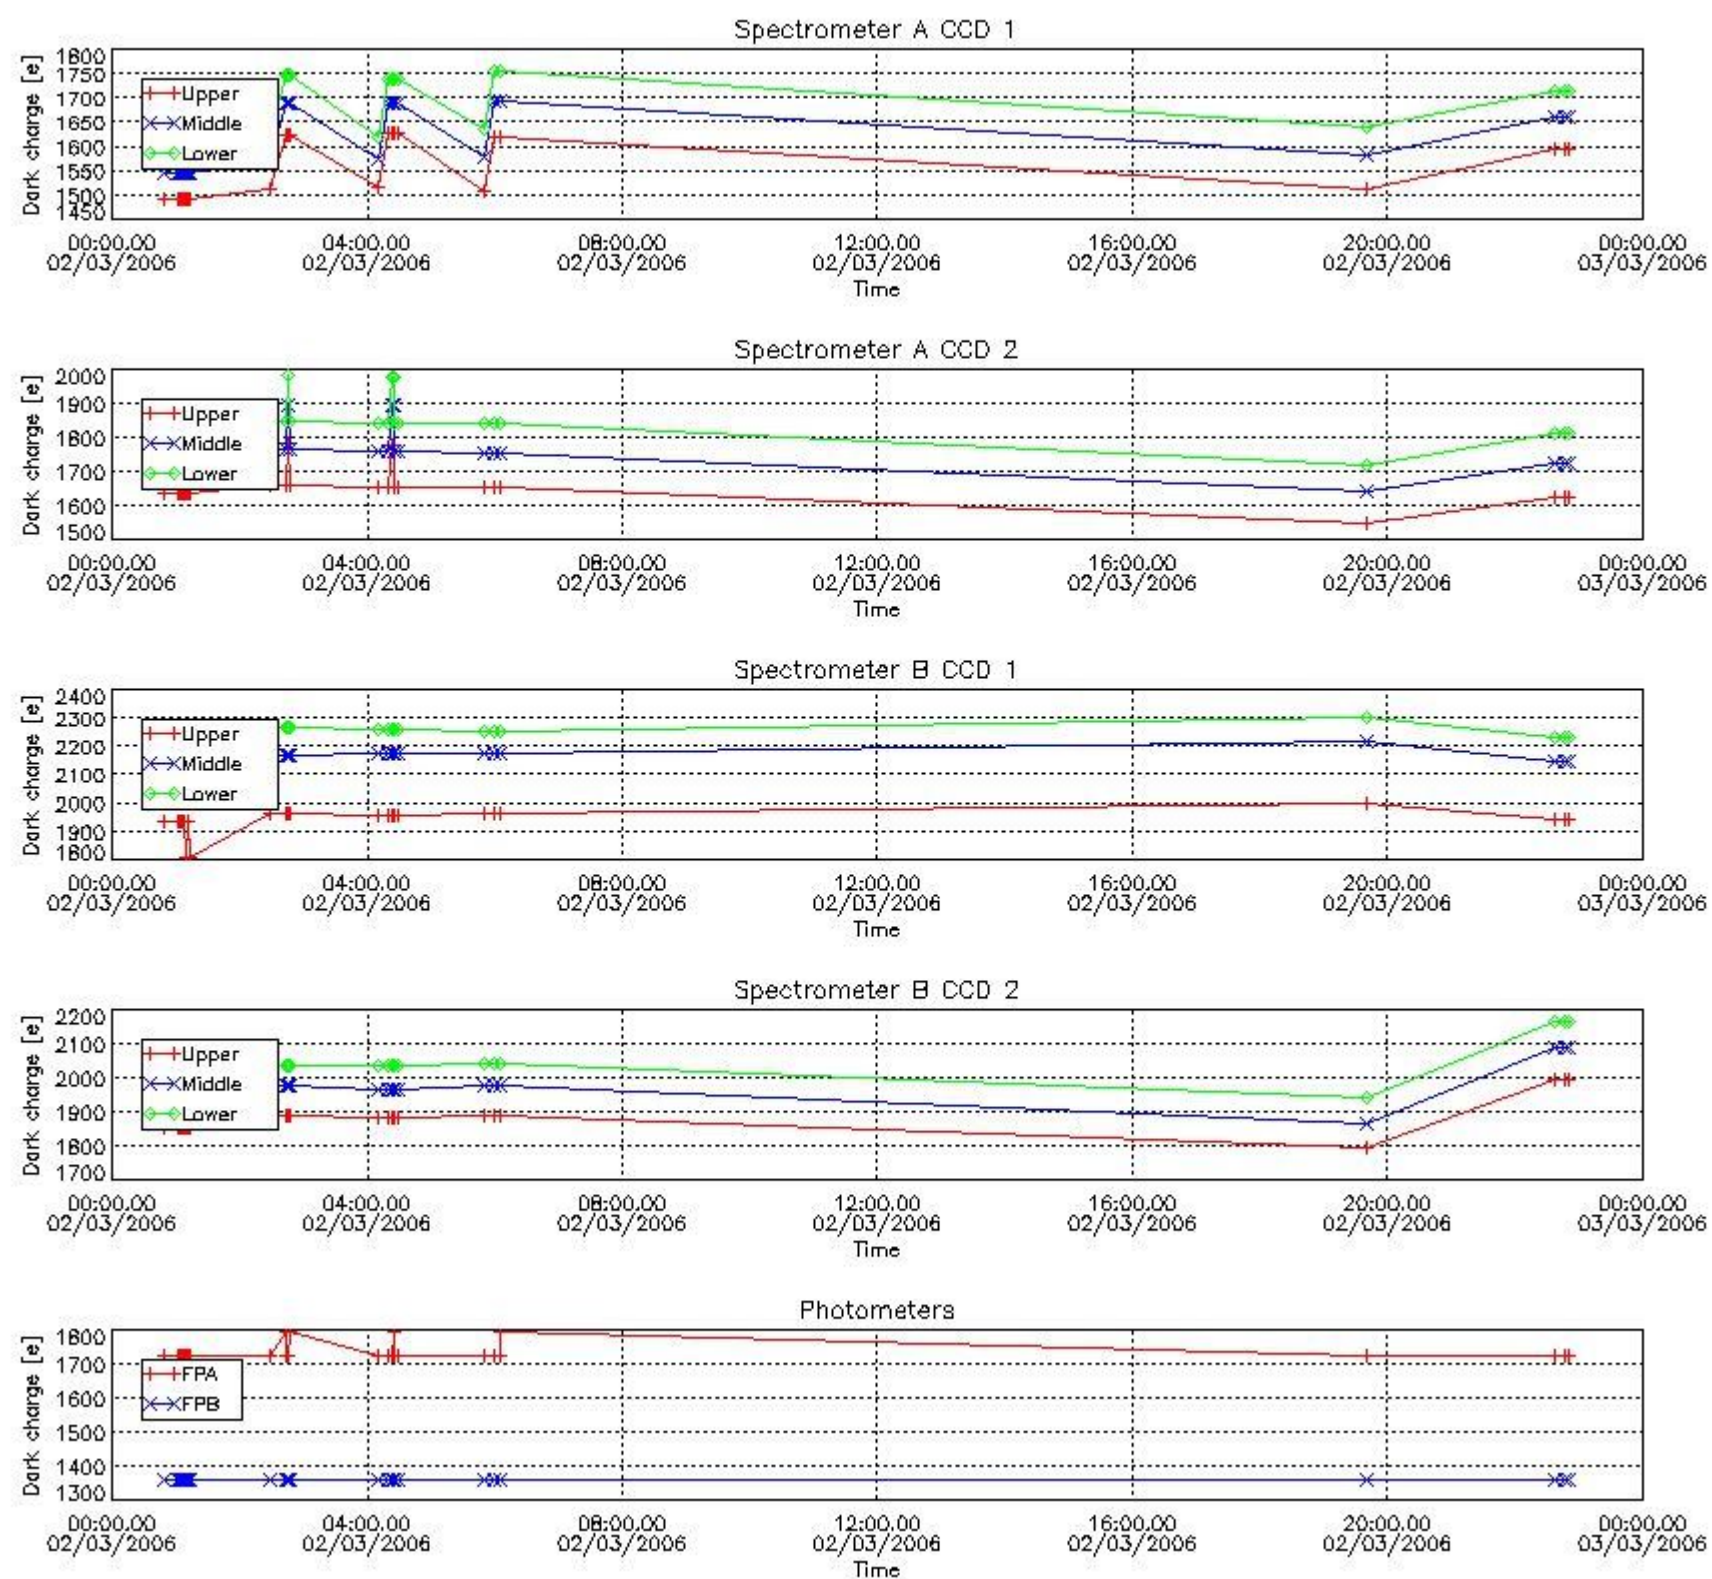 Spectrometer A CCD 1
Dark charge [e]
1800
1750
1700
1650
1600
1550
1500
1450
Upper
Middle
Lower
00:00.00 04:00.00 08:00.00 12:00.00 16:00.00 20:00.00 00:00.00
02/03/2006 02/03/2006 02/03/2006 02/03/2006 02/03/2006 02/03/2006 03/03/2006
Time
Spectrometer A CCD 2
Dark charge [e]
2000
1900
1800
1700
1600
1500
Upper
Middle
Lower
00:00.00 04:00.00 08:00.00 12:00.00 16:00.00 20:00.00 00:00.00
02/03/2006 02/03/2006 02/03/2006 02/03/2006 02/03/2006 02/03/2006 03/03/2006
Time
Spectrometer B CCD 1
Dark charge [e]
2400
2300
2200
2100
2000
1900
1800
Upper
Middle
Lower
00:00.00 04:00.00 08:00.00 12:00.00 16:00.00 20:00.00 00:00.00
02/03/2006 02/03/2006 02/03/2006 02/03/2006 02/03/2006 02/03/2006 03/03/2006
Time
Spectrometer B CCD 2
Dark charge [e]
2200
2100
2000
1900
1800
1700
Upper
Middle
Lower
00:00.00 04:00.00 08:00.00 12:00.00 16:00.00 20:00.00 00:00.00
02/03/2006 02/03/2006 02/03/2006 02/03/2006 02/03/2006 02/03/2006 03/03/2006
Time
Photometers
Dark charge [e]
1800
1700
1600
1500
1400
1300
FPA
FPB
00:00.00 04:00.00 08:00.00 12:00.00 16:00.00 20:00.00 00:00.00
02/03/2006 02/03/2006 02/03/2006 02/03/2006 02/03/2006 02/03/2006 03/03/2006
Time